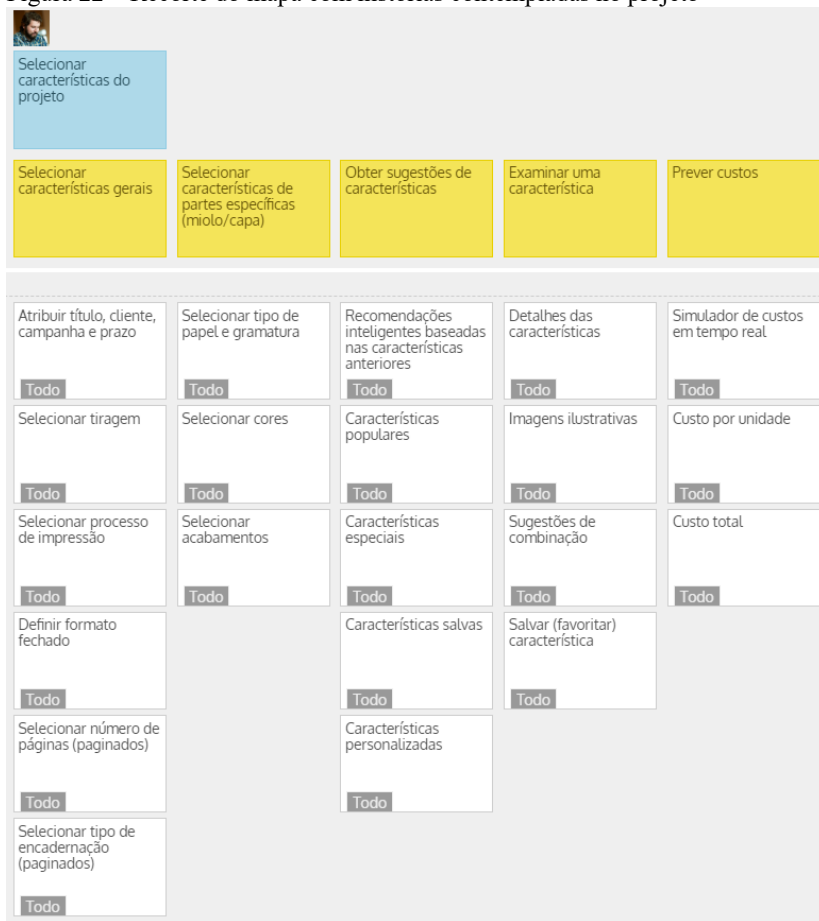 Figura 22 – Recorte do mapa com histórias contempladas no projeto
Selecionar
características do
projeto
Selecionar
características gerais
Selecionar
características de
partes específicas
(miolo/capa)
Obter sugestões de
características
Examinar uma
característica
Prever custos
Atribuir título, cliente,
campanha e prazo
Todo
Selecionar tipo de
papel e gramatura
Todo
Recomendações
inteligentes baseadas
nas características
anteriores
Todo
Detalhes das
características
Todo
Simulador de custos
em tempo real
Todo
Selecionar tiragem
Todo
Selecionar cores
Todo
Características
populares
Todo
Imagens ilustrativas
Todo
Custo por unidade
Todo
Selecionar processo
de impressão
Todo
Selecionar
acabamentos
Todo
Características
especiais
Todo
Sugestões de
combinação
Todo
Custo total
Todo
Definir formato
fechado
Todo
Características salvas
Todo
Salvar (favoritar)
característica
Todo
Selecionar número de
páginas (paginados)
Todo
Características
personalizadas
Todo
Selecionar tipo de
encadernação
(paginados)
Todo